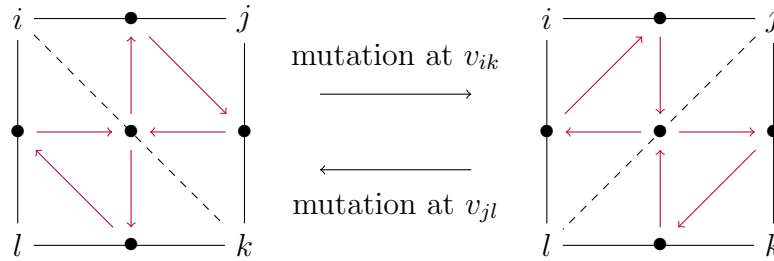 i j mutation at v_{ik} i j
l k mutation at v_{jl} l k